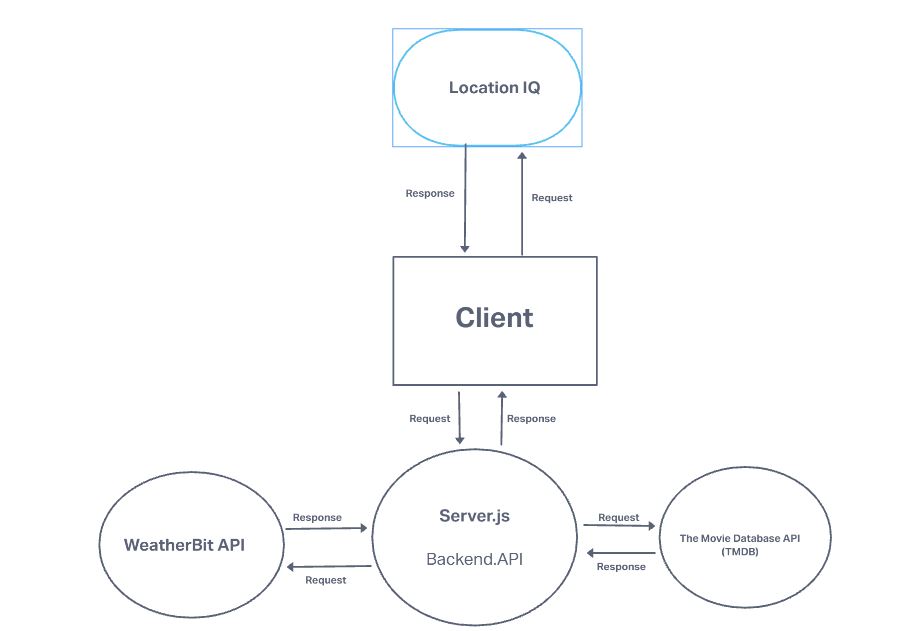 Location IQ
Response
Request
Client
Request
Response
Server.js
Backend.API
WeatherBit API
Response
Request
Request
Response
The Movie Database API
(TMDB)